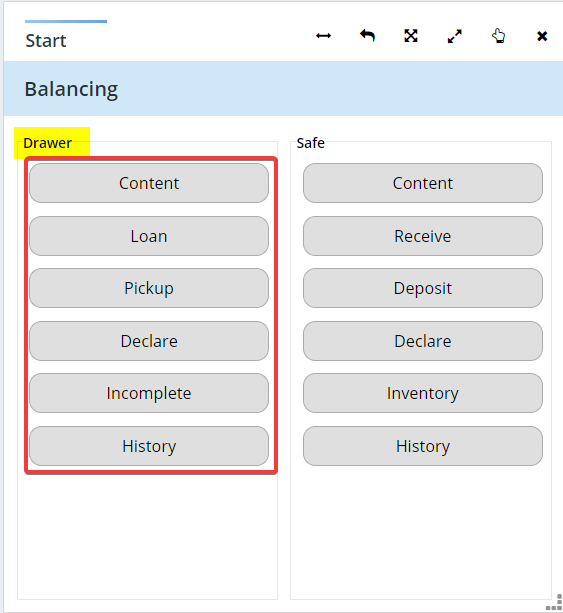 Start
Balancing
Drawer
Content
Loan
Pickup
Declare
Incomplete
History
Safe
Content
Receive
Deposit
Declare
Inventory
History